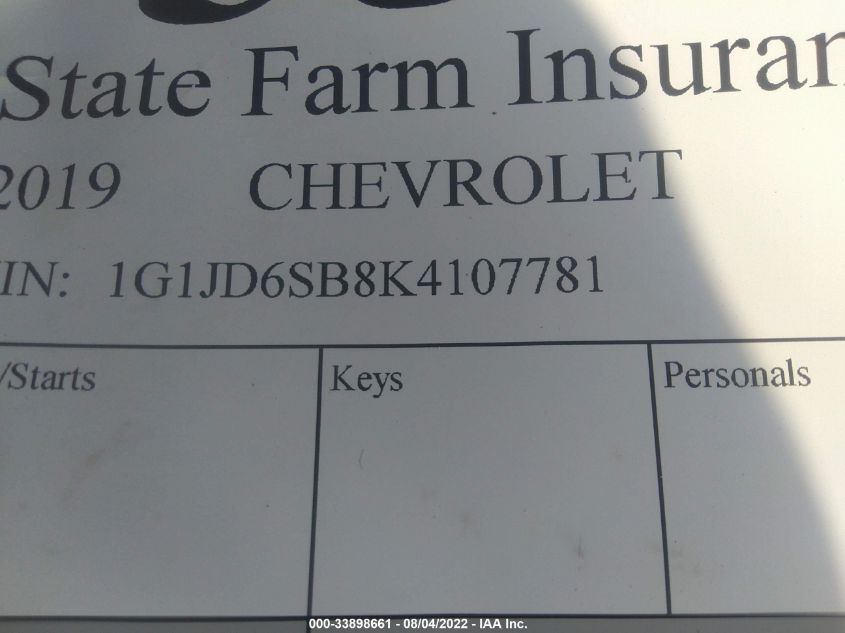 State Farm Insuran
2019 CHEVROLET
IN: 1G1JD6SB8K4107781
/Starts Keys Personals
000-33898661 - 08/04/2022 - IAA Inc.